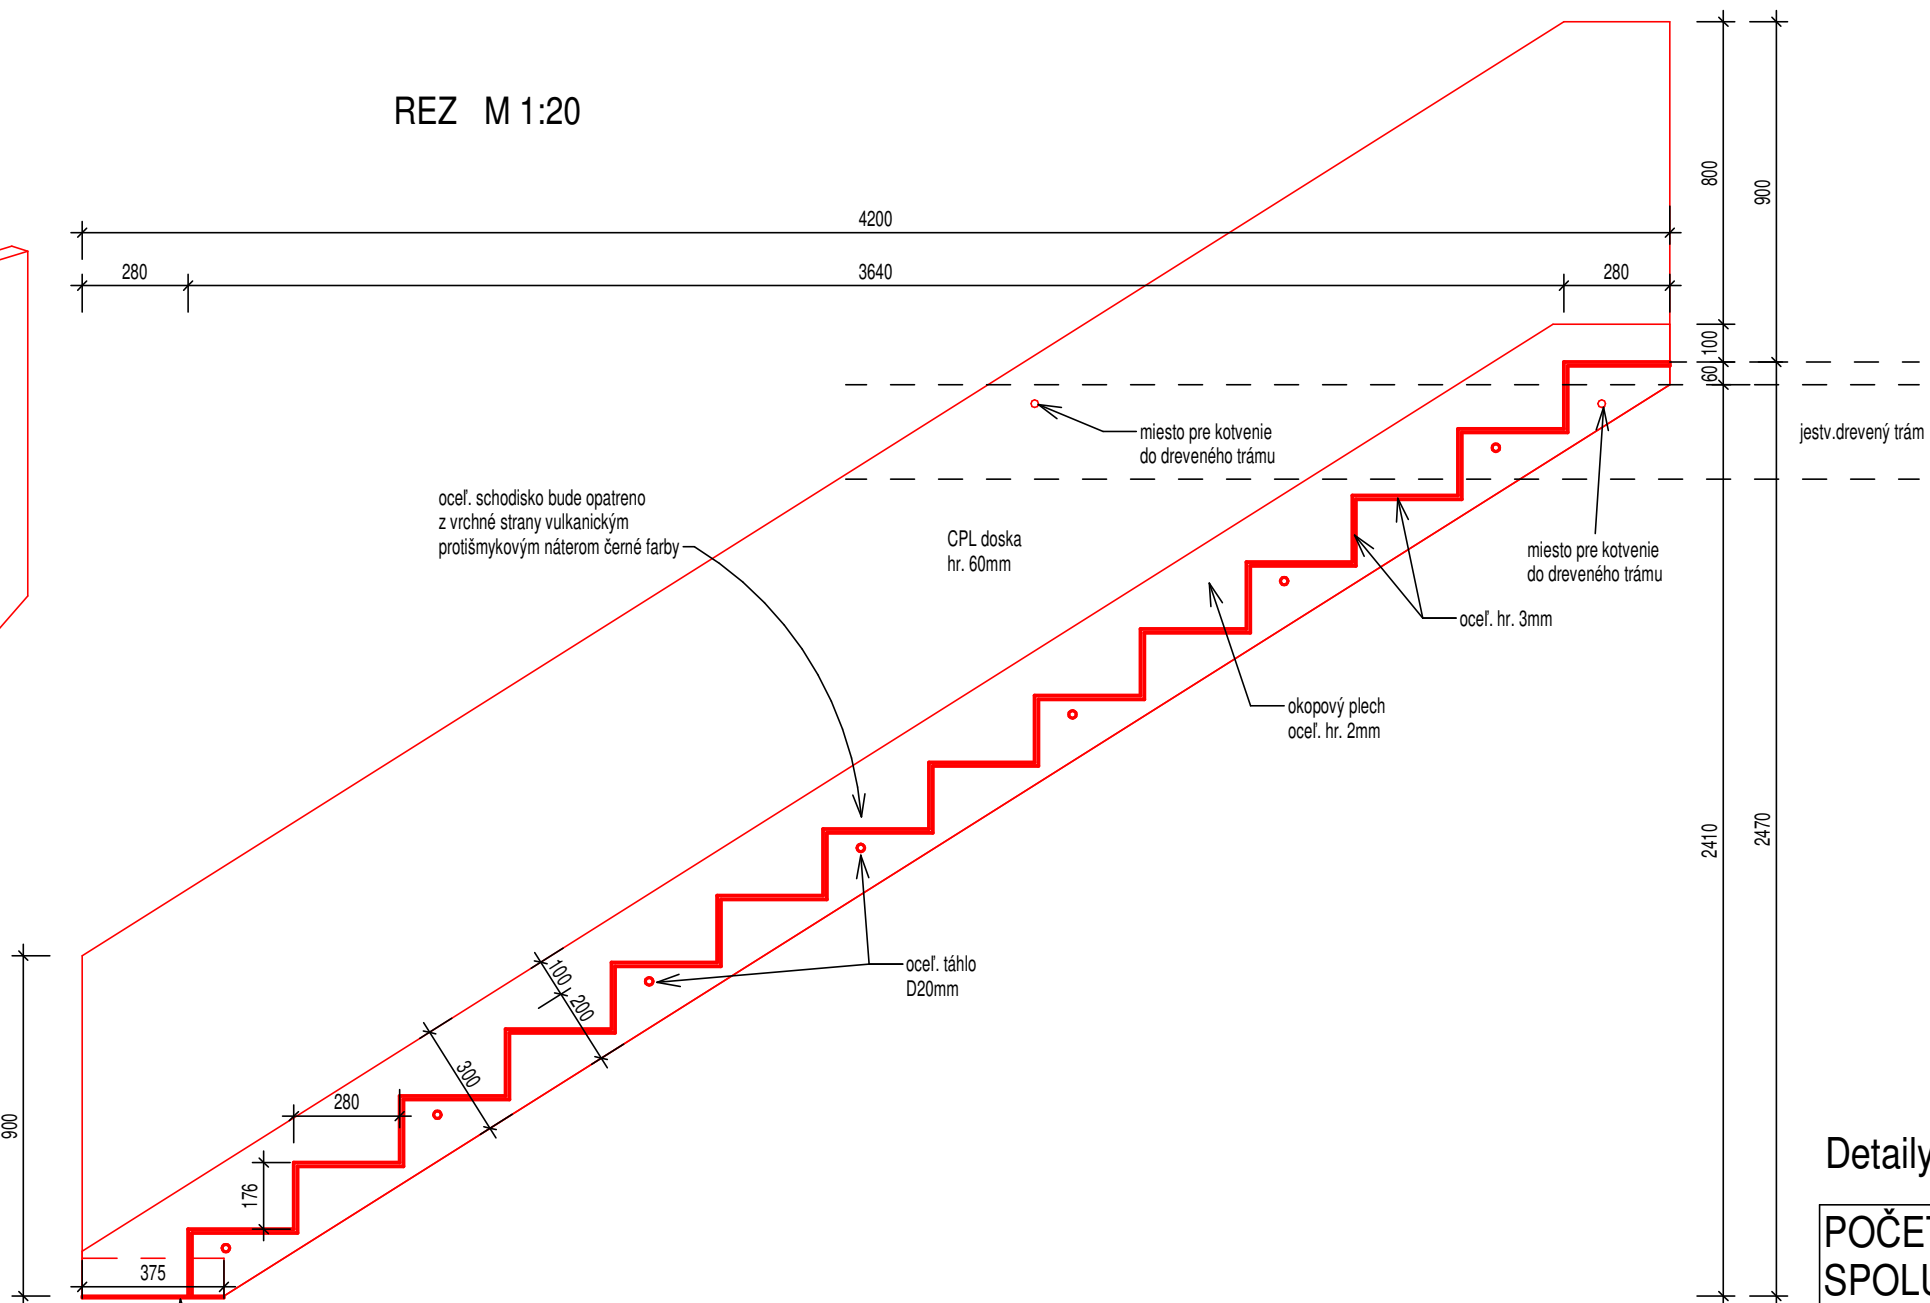 REZ M 1:20
4200
280
3640
280
800
900
100
60
miesto pre kotvenie
do dreveného trámu
jestv.drevený trám
oceľ. schodisko bude opatreno
z vrchné strany vulkanickým
protišmykovým náterom černé farby
CPL doska
hr. 60mm
miesto pre kotvenie
do dreveného trámu
oceľ. hr. 3mm
okopový plech
oceľ. hr. 2mm
2410
2470
oceľ. táhlo
D20mm
100
200
300
280
176
900
375
Detaily
POČET
SPOLU